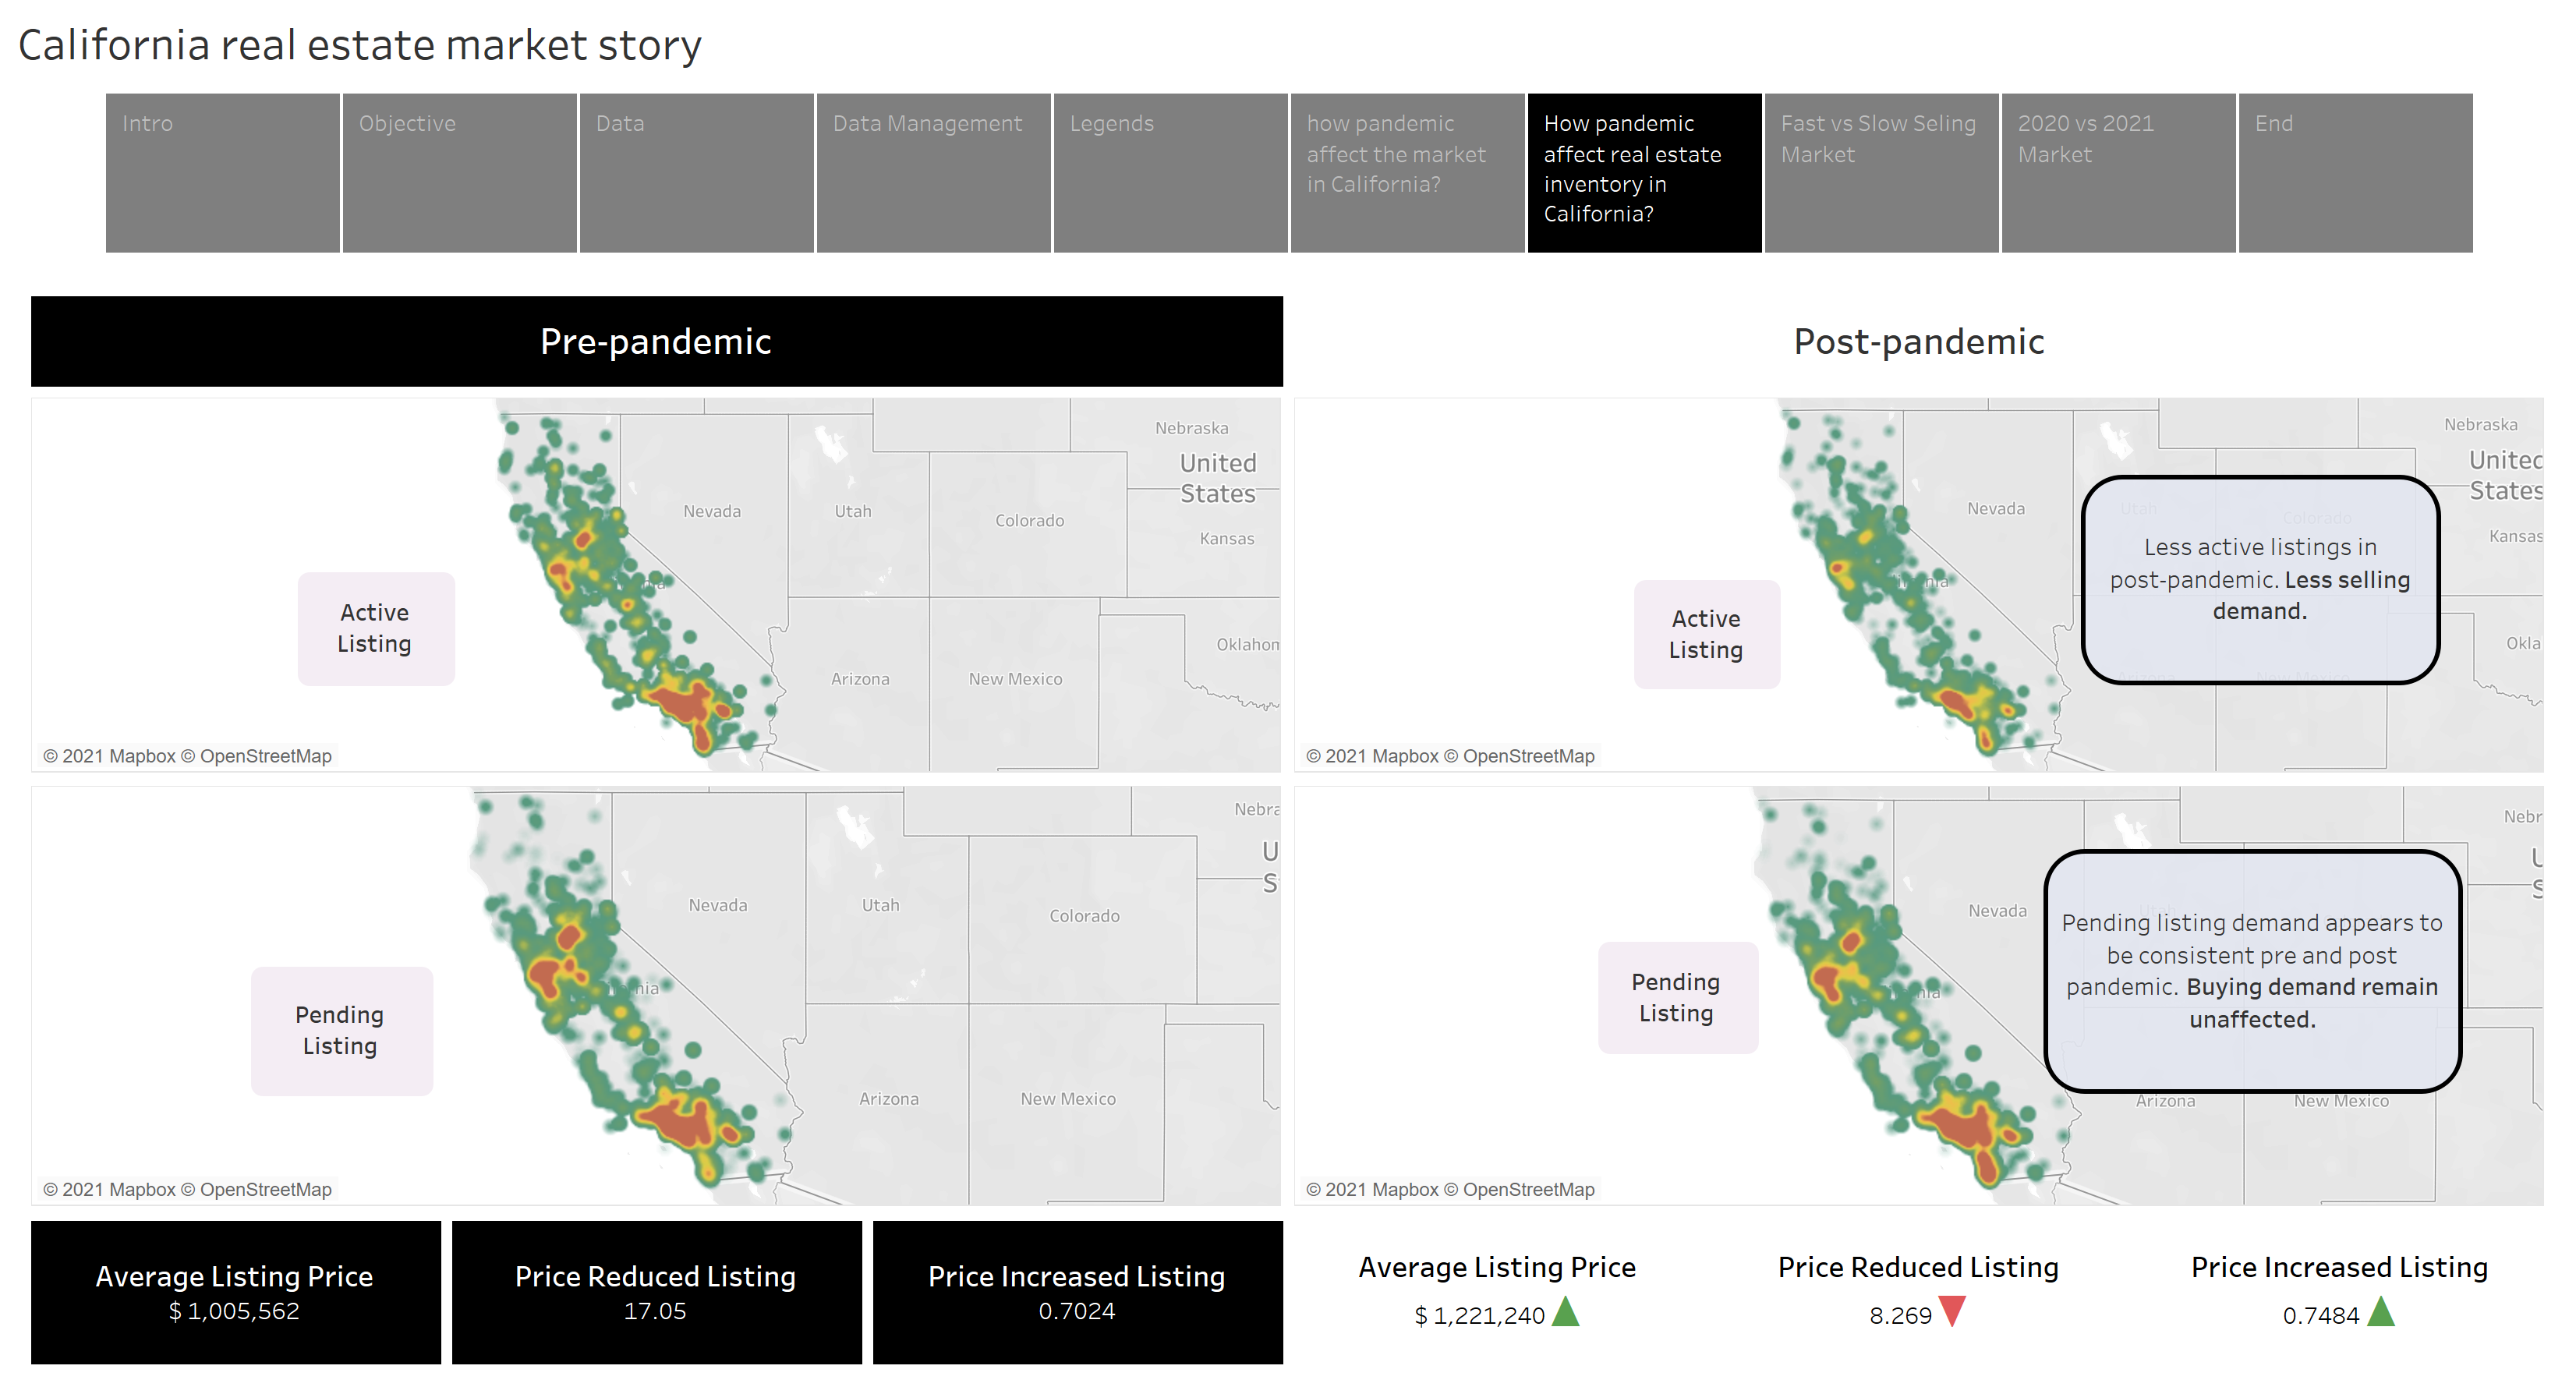 California real estate market story
Intro
Objective
Data
Data Management
Legends
how pandemic
affect the market
in California?
How pandemic
affect real estate
inventory in
California?
Fast vs Slow Seling
Market
2020 vs 2021
Market
End
Pre-pandemic
Post-pandemic
Nebraska
United
States
Nevada
Utah
Colorado
Kansas
Arizona
New Mexico
Active
Listing
© 2021 Mapbox © OpenStreetMap
Nebraska
Nevada
Utah
Colorado
Arizona
New Mexico
Less active listings in
post-pandemic. Less selling
demand.
Active
Listing
© 2021 Mapbox © OpenStreetMap
Nevada
Utah
Colorado
Arizona
New Mexico
Pending
Listing
© 2021 Mapbox © OpenStreetMap
Nevada
Utah
Arizona
New Mexico
Pending listing demand appears to
be consistent pre and post
pandemic. Buying demand remain
unaffected.
Pending
Listing
© 2021 Mapbox © OpenStreetMap
Average Listing Price
$ 1,005,562
Price Reduced Listing
17.05
Price Increased Listing
0.7024
Average Listing Price
$ 1,221,240
Price Reduced Listing
8.269
Price Increased Listing
0.7484